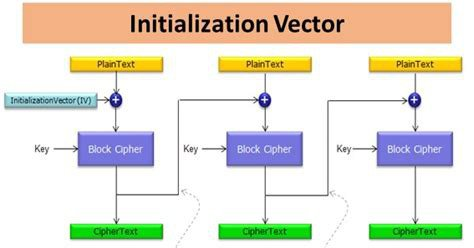 Initialization Vector
PlainText PlainText PlainText
InitializationVector (IV)
Key Block Cipher Key Block Cipher Key Block Cipher
CipherText CipherText CipherText